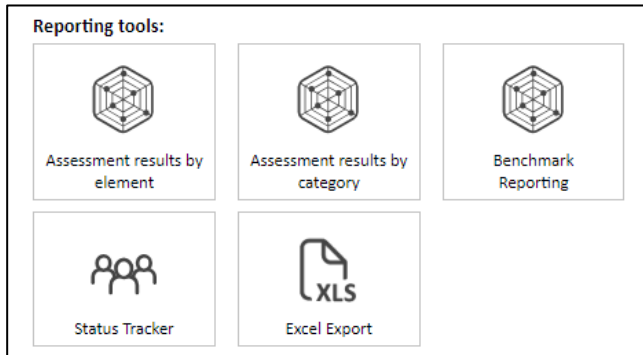 Reporting tools:
Assessment results by
element
Assessment results by
category
Benchmark
Reporting
Status Tracker
XLS
Excel Export